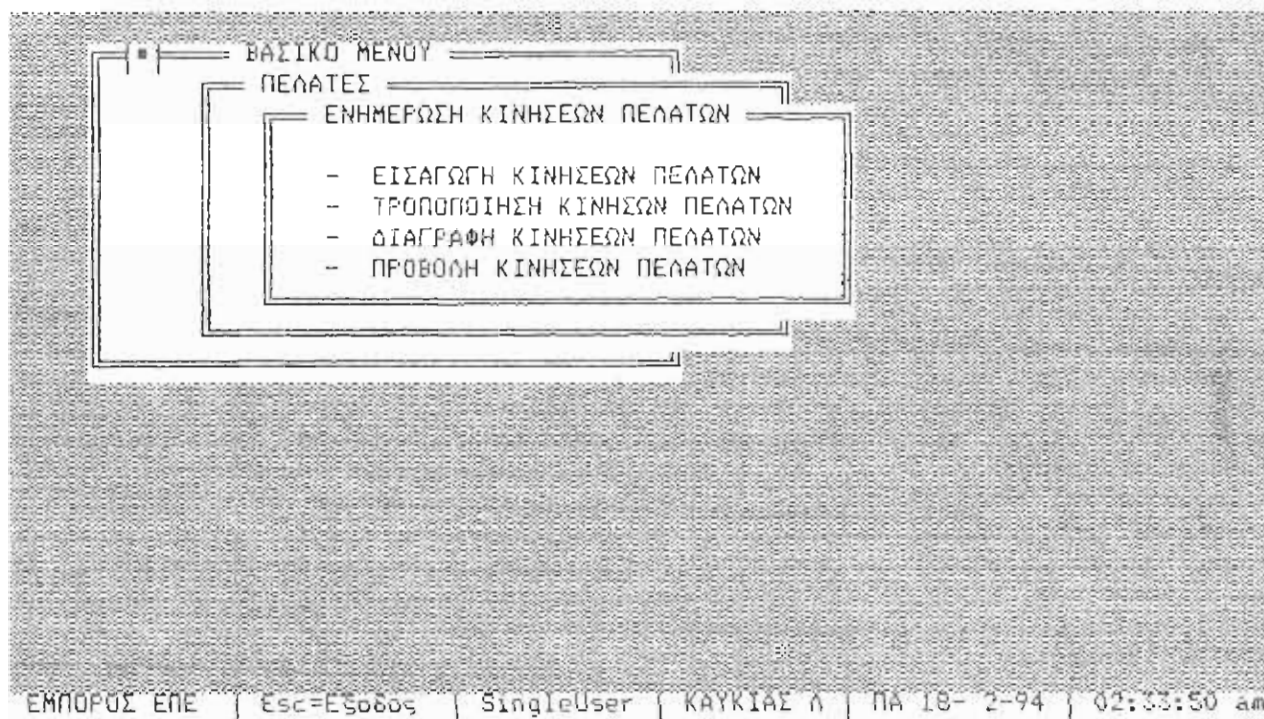 ΒΑΣΙΚΟ ΜΕΝΟΥ
ΠΕΛΑΤΕΣ
ΕΝΗΜΕΡΩΣΗ ΚΙΝΗΣΕΩΝ ΠΕΛΑΤΩΝ
- ΕΙΣΑΓΩΓΗ ΚΙΝΗΣΕΩΝ ΠΕΛΑΤΩΝ
- ΤΡΟΠΟΠΟΙΗΣΗ ΚΙΝΗΣΩΝ ΠΕΛΑΤΩΝ
- ΔΙΑΓΡΑΦΗ ΚΙΝΗΣΕΩΝ ΠΕΛΑΤΩΝ
- ΠΡΟΒΟΛΗ ΚΙΝΗΣΕΩΝ ΠΕΛΑΤΩΝ
ΕΜΠΟΡΟΣ ΕΠΕ | Esc=Εξοδος | SingleUser | ΚΑΥΚΙΑΣ Λ | ΠΑ 18- 2-94 | 02:33:50 am